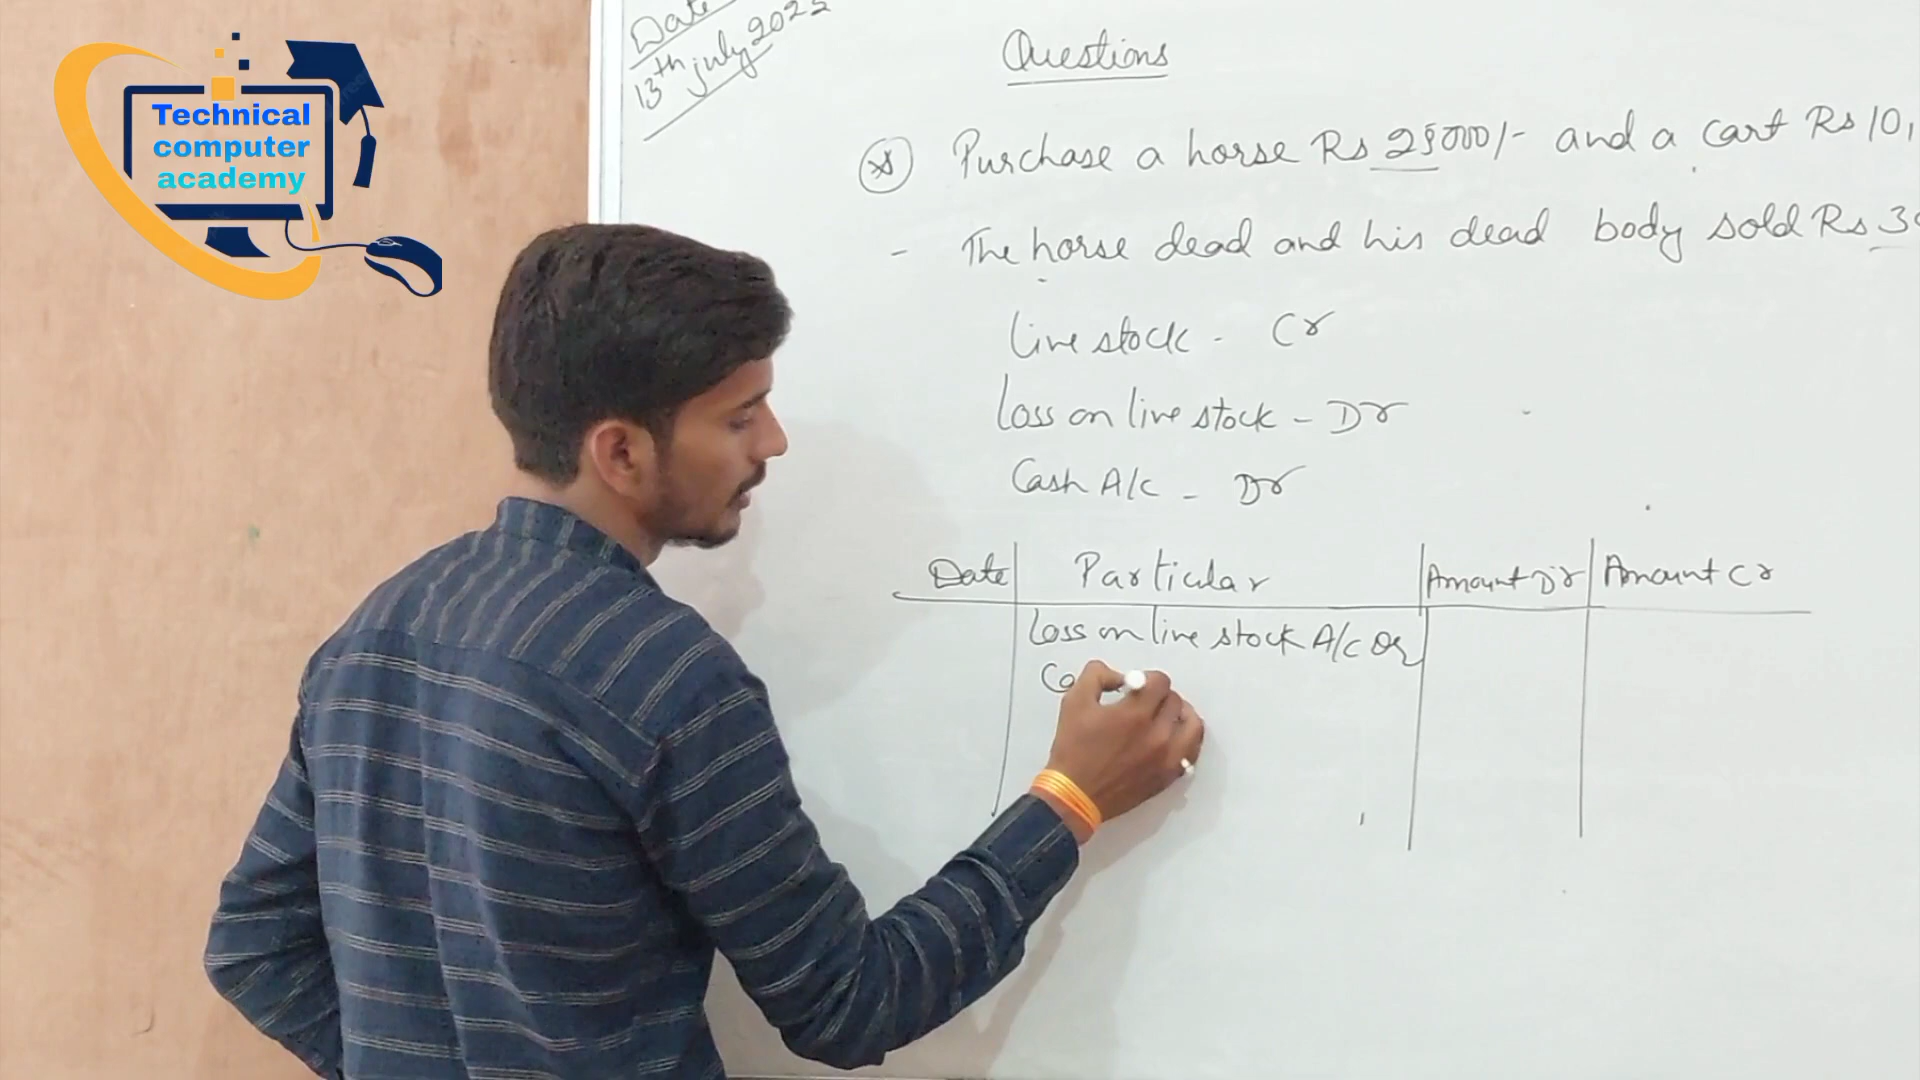 Technical
computer
academy
Date
13th july 2022
Questions
Purchase a horse Rs 25000/- and a cart Rs 10,
- The horse dead and his dead body sold Rs 30
live stock - Cr
loss on live stock - Dr
Cash A/c - Dr
Date Particular Amount Dr Amount Cr
Loss on live stock A/c Dr
Ca